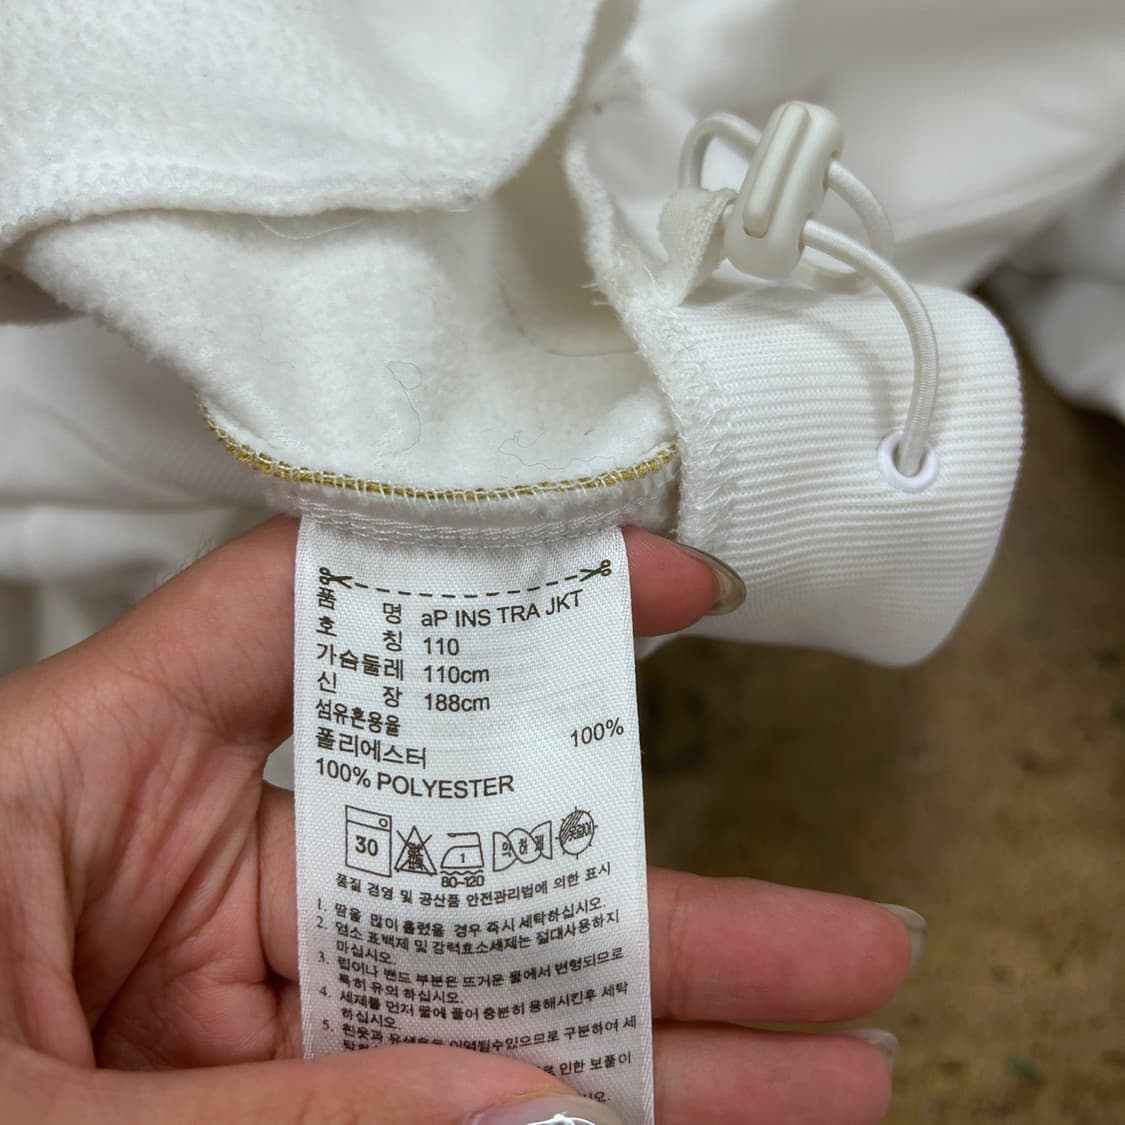 품 명 aP INS TRA JKT
호 칭 110
가슴둘레 110cm
신 장 188cm
섬유혼용율
폴리에스터 100%
100% POLYESTER
30
1
80-120
품질 경영 및 공산품 안전관리법에 의한 표시
1. 땀을 많이 흘렸을 경우 즉시 세탁하십시오.
2. 염소 표백제 및 강력효소세제는 절대사용하지
마십시오.
3. 립이나 밴드 부분은 뜨거운 물에서 변형되므로
특히 유의 하십시오.
4. 세제를 먼저 물에 풀어 충분히 용해시킨후 세탁
하십시오.
5. 흰옷과 이염될수있으므로 구분하여 세
인한 보풀이